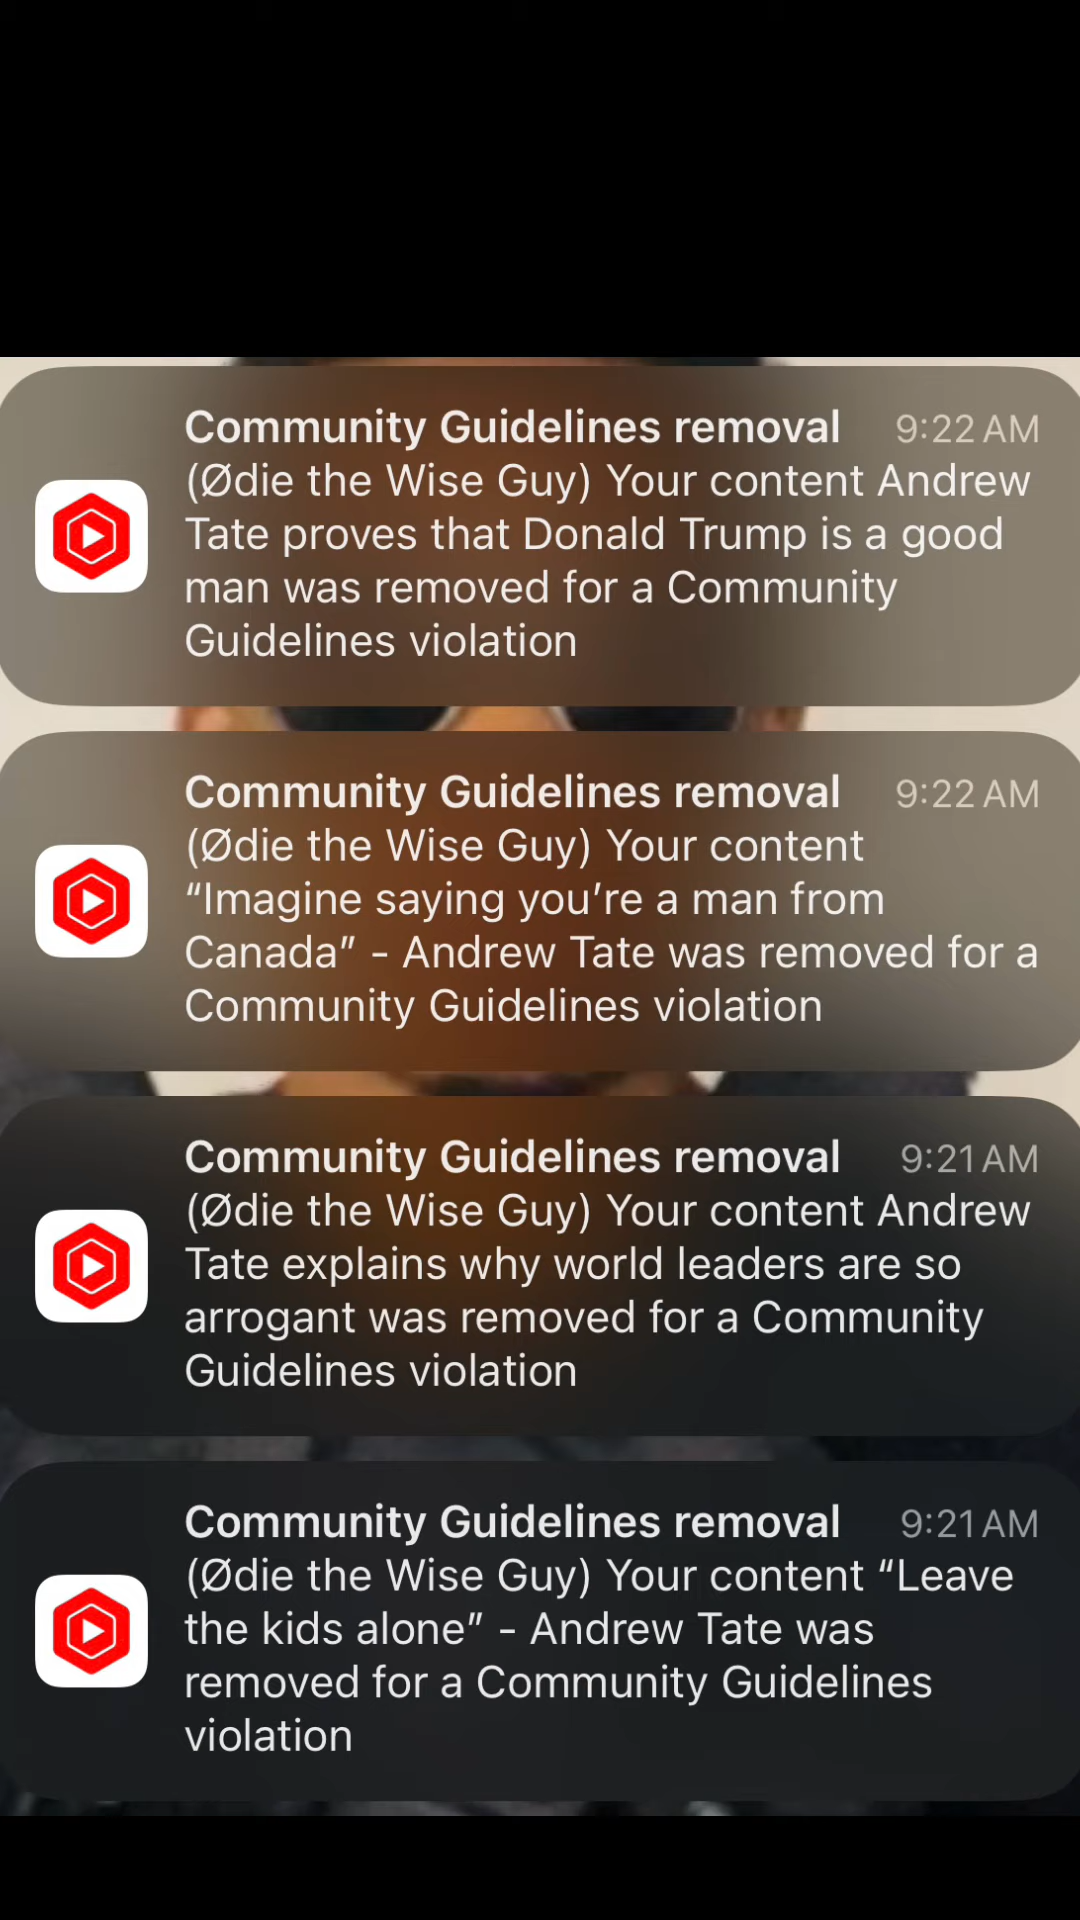 Community Guidelines removal 9:22 AM
(Ødie the Wise Guy) Your content Andrew
Tate proves that Donald Trump is a good
man was removed for a Community
Guidelines violation
Community Guidelines removal 9:22 AM
(Ødie the Wise Guy) Your content
“Imagine saying you’re a man from
Canada” - Andrew Tate was removed for a
Community Guidelines violation
Community Guidelines removal 9:21 AM
(Ødie the Wise Guy) Your content Andrew
Tate explains why world leaders are so
arrogant was removed for a Community
Guidelines violation
Community Guidelines removal 9:21 AM
(Ødie the Wise Guy) Your content “Leave
the kids alone” - Andrew Tate was
removed for a Community Guidelines
violation